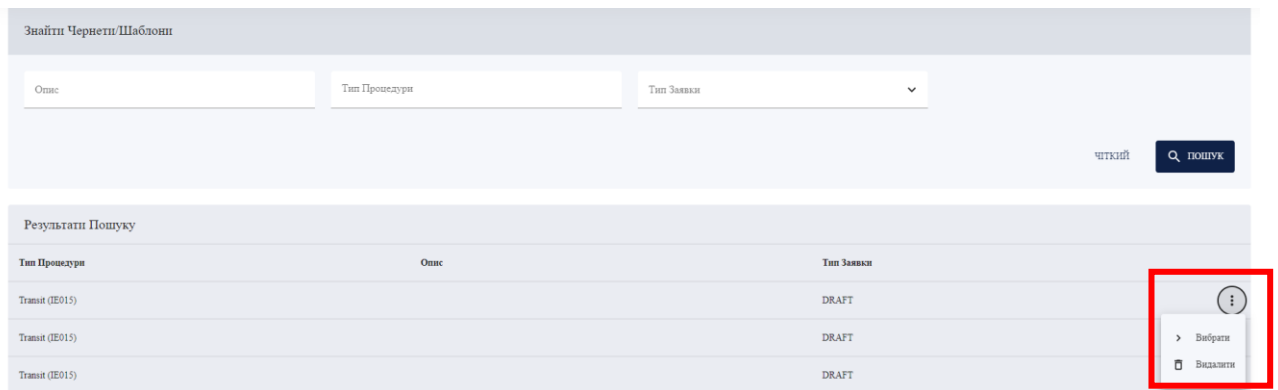 Знайти Чернети/Шаблони
Опис Тип Процедури Тип Заявки
ЧІТКИЙ ПОШУК
Результати Пошуку
Тип Процедури Опис Тип Заявки
Transit (IE015) DRAFT
Transit (IE015) DRAFT
Вибрати
Видалити
Transit (IE015) DRAFT